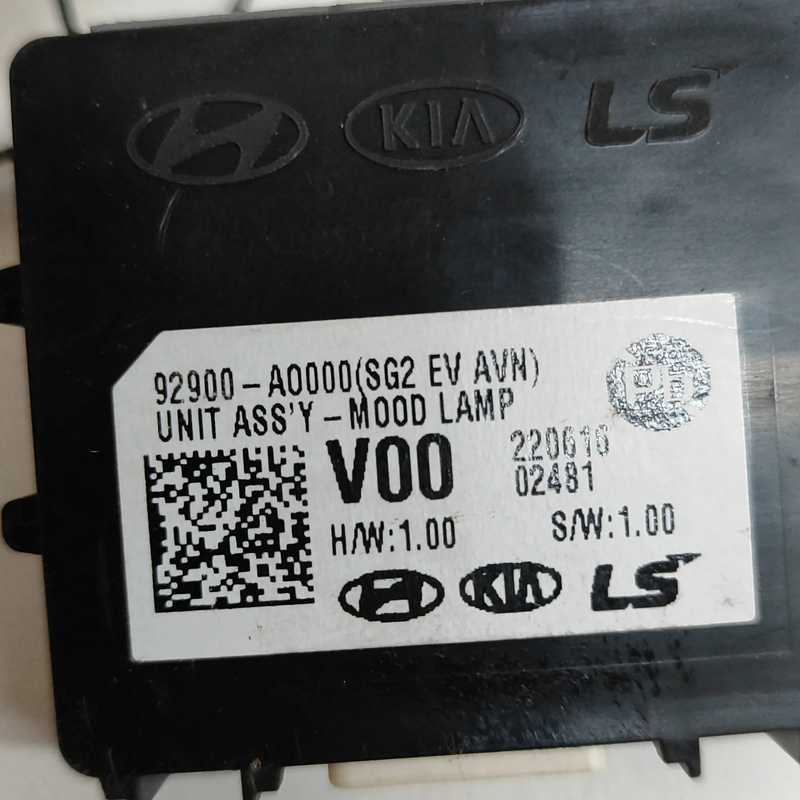 KIA LS
92900-A0000(SG2 EV AVN)
UNIT ASS'Y-MOOD LAMP
V00
220616
02481
H/W:1.00 S/W:1.00
KIA LS